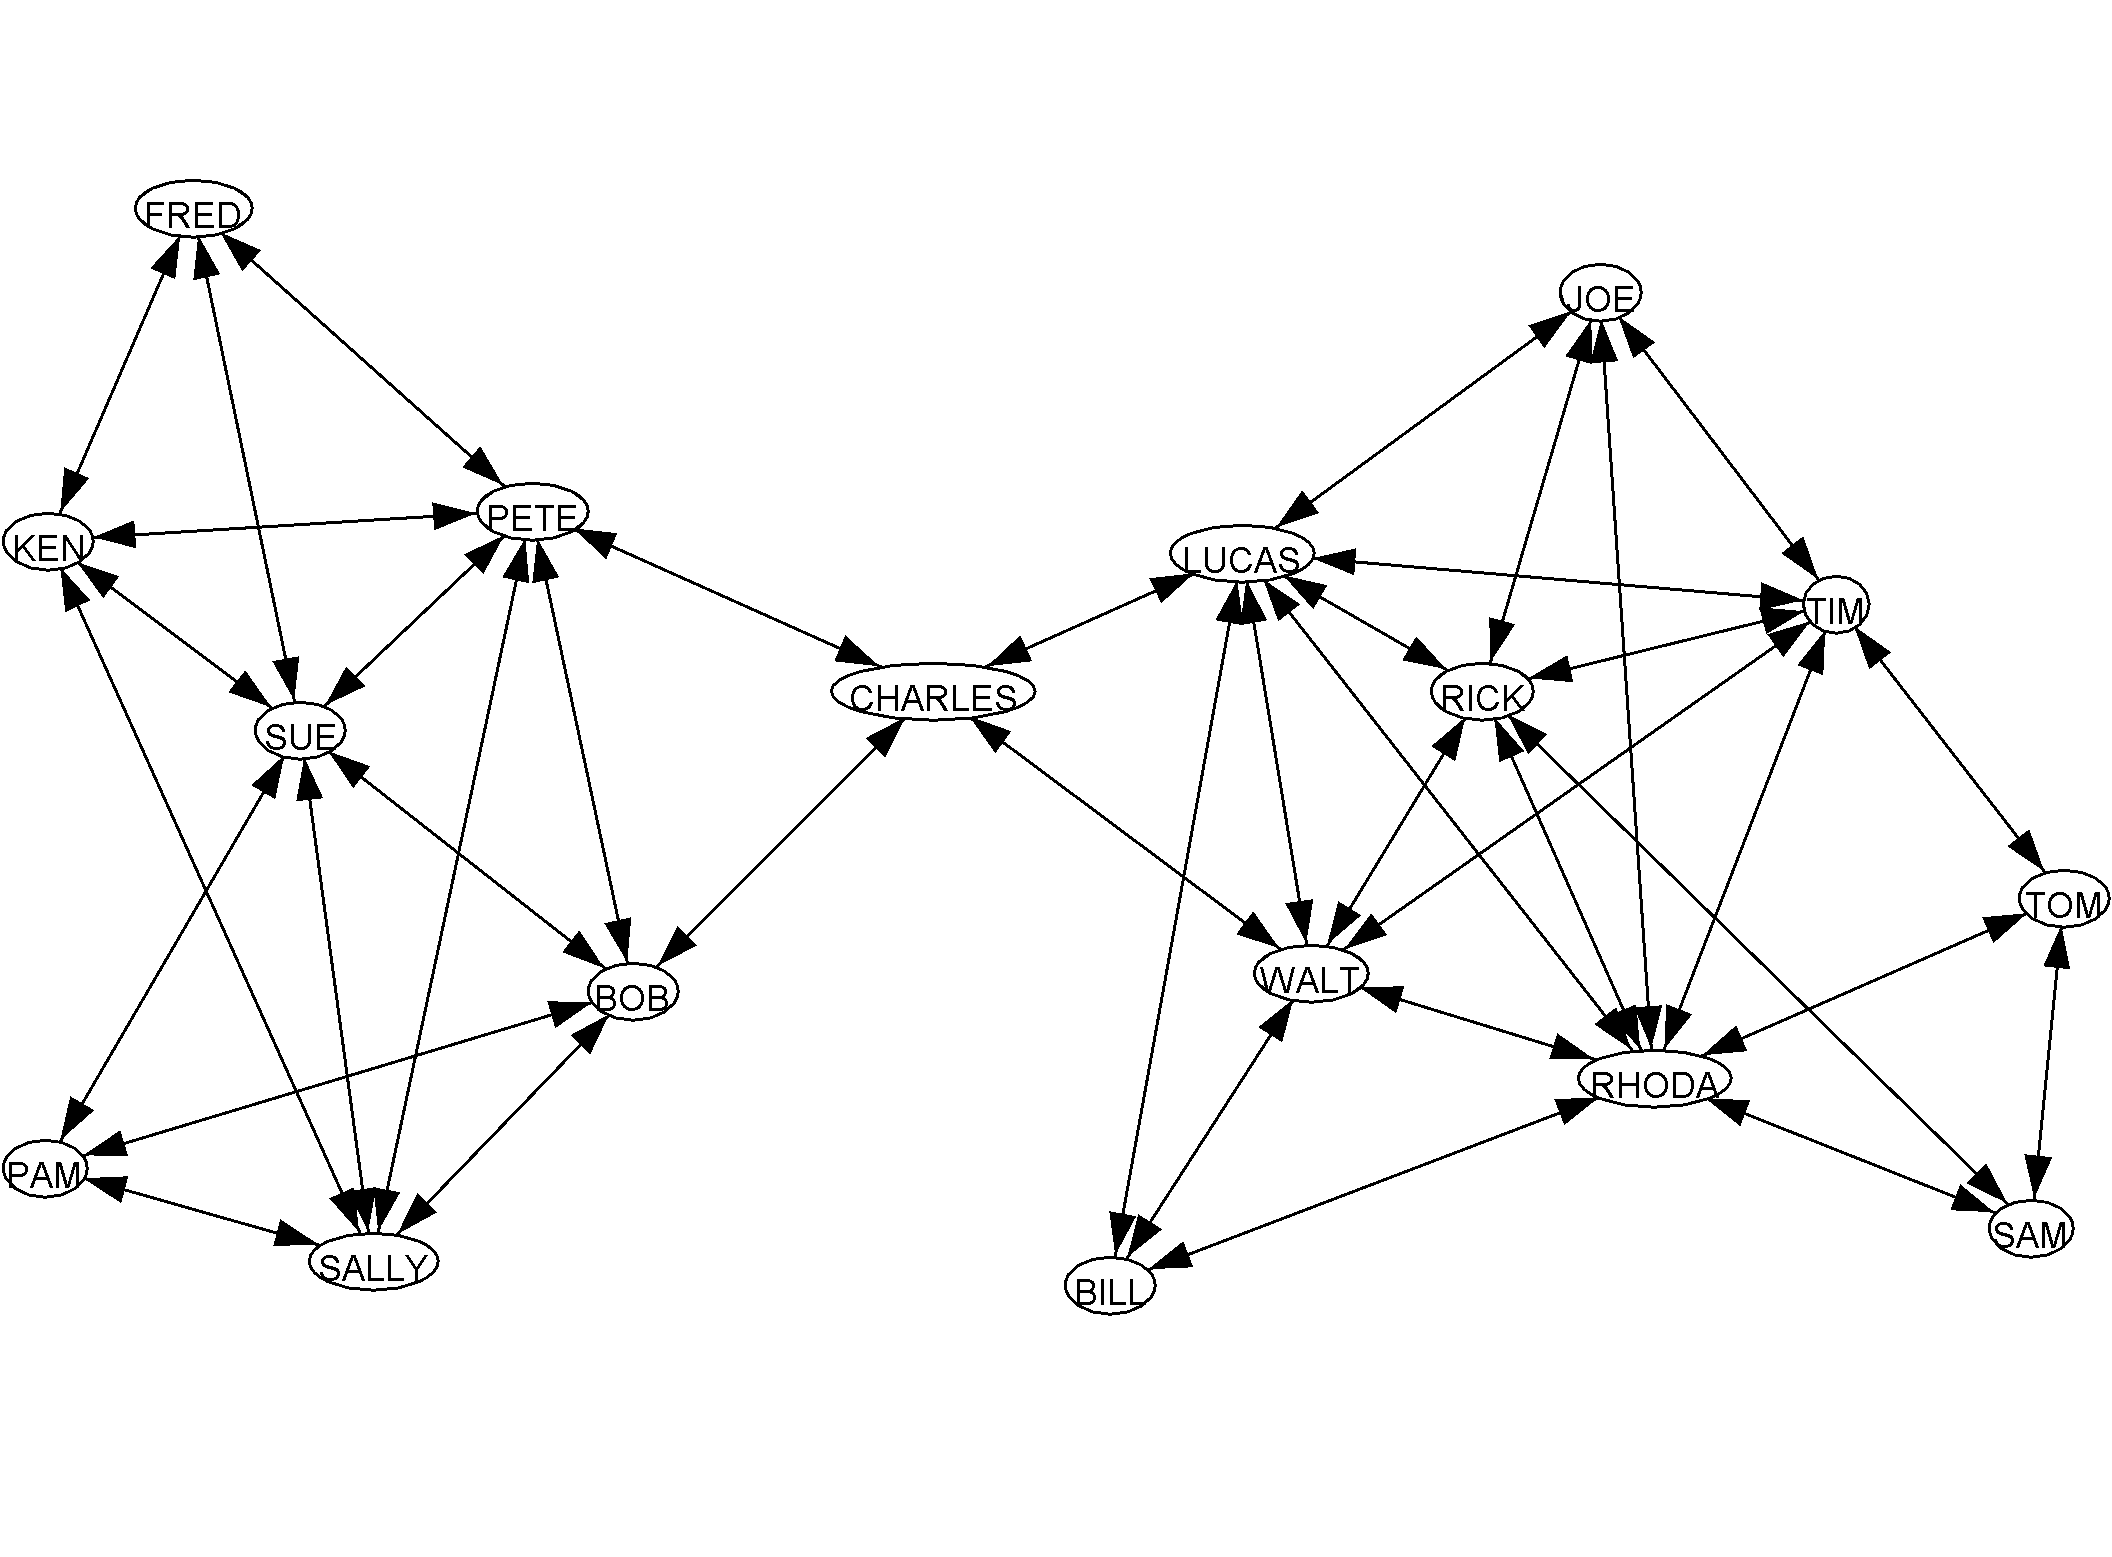 FRED
JOE
PETE
KEN
LUCAS
TIM
CHARLES
RICK
SUE
TOM
WALT
BOB
RHODA
PAM
SAM
SALLY
BILL